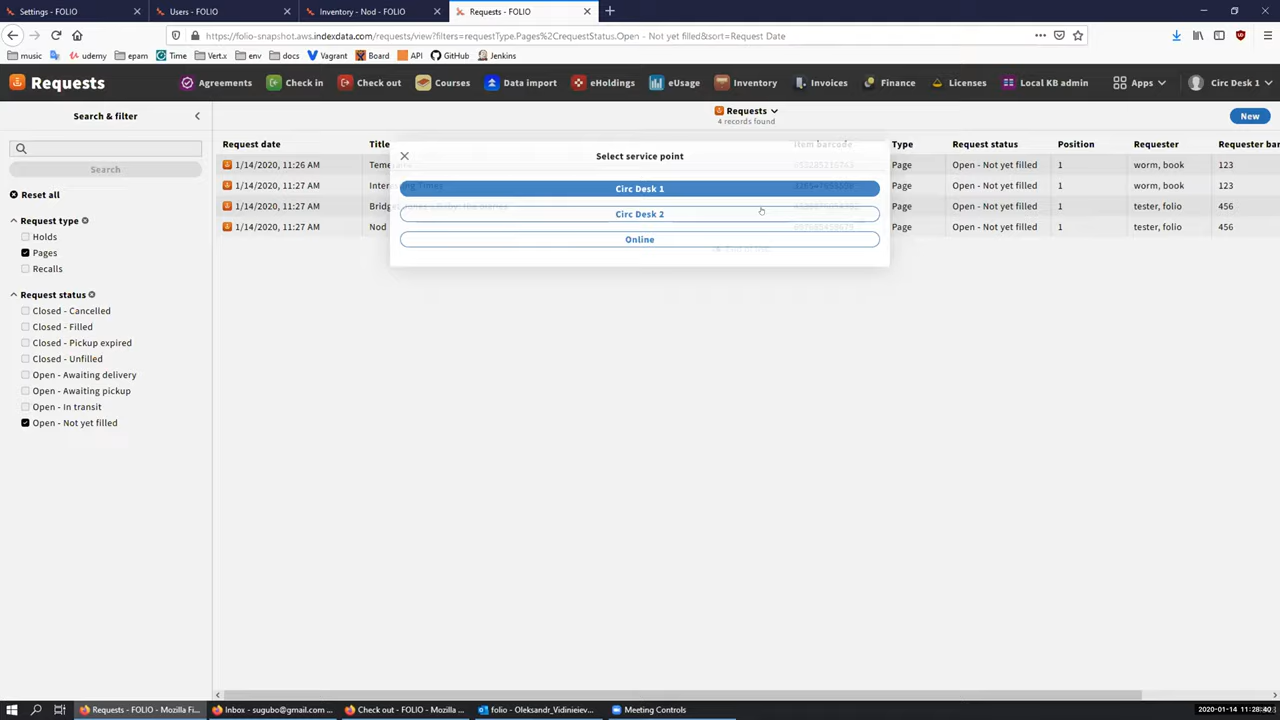 Settings - FOLIO
Users - FOLIO
Inventory - Nod - FOLIO
Requests - FOLIO
https://folio-snapshot.aws.indexdata.com/requests/view?filters=requestType.Pages%2CrequestStatus.Open - Not yet filled&sort=Request Date
music
udemy
epam
Time
Vert.x
env
docs
Vagrant
Board
API
GitHub
Jenkins
Requests
Agreements
Check in
Check out
Courses
Data import
eHoldings
eUsage
Inventory
Invoices
Finance
Licenses
Local KB admin
Apps
Circ Desk 1
Search & filter
Requests
4 records found
New
Search
Reset all
Request type
Holds
Pages
Recalls
Request status
Closed - Cancelled
Closed - Filled
Closed - Pickup expired
Closed - Unfilled
Open - Awaiting delivery
Open - Awaiting pickup
Open - In transit
Open - Not yet filled
Request date Title Item barcode Type Request status Position Requester Requester bar
1/14/2020, 11:26 AM Page Open - Not yet filled 1 worm, book 123
1/14/2020, 11:27 AM Page Open - Not yet filled 1 worm, book 123
1/14/2020, 11:27 AM Page Open - Not yet filled 1 tester, folio 456
1/14/2020, 11:27 AM Nod Page Open - Not yet filled 1 tester, folio 456
Select service point
Circ Desk 1
Circ Desk 2
Online
Requests - FOLIO - Mozilla Fi...
Inbox - sugubo@gmail.com ...
Check out - FOLIO - Mozilla ...
folio - Oleksandr_Vidinieiev...
Meeting Controls
2020-01-14 11:28:40